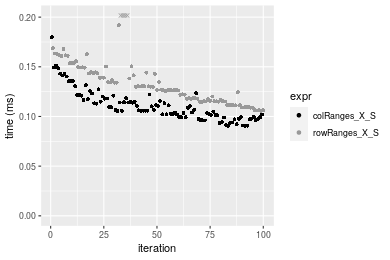 0.20
0.15
0.10
0.05
0.00
time (ms)
0 25 50 75 100
iteration
expr
colRanges_X_S
rowRanges_X_S